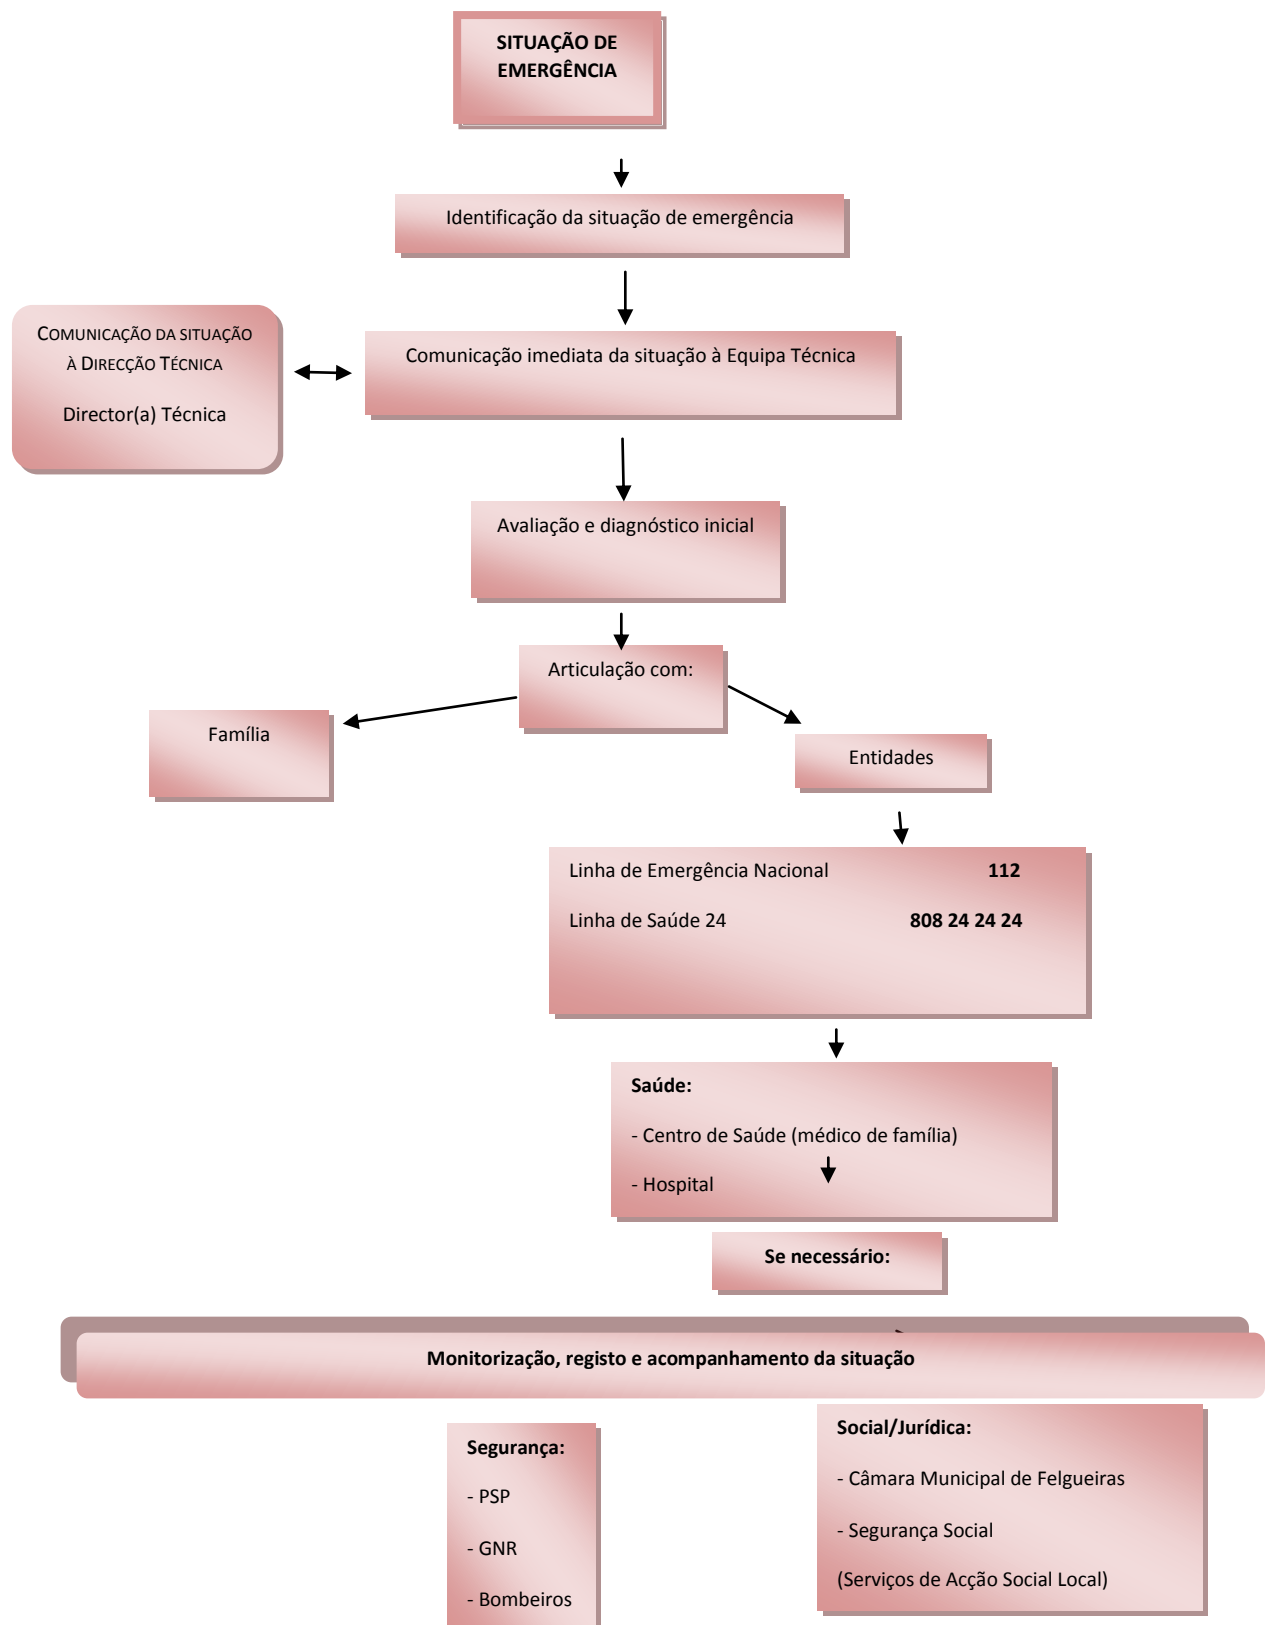 SITUAÇÃO DE
EMERGÊNCIA
Identificação da situação de emergência
COMUNICAÇÃO DA SITUAÇÃO
À DIRECÇÃO TÉCNICA
Director(a) Técnica
Comunicação imediata da situação à Equipa Técnica
Avaliação e diagnóstico inicial
Articulação com:
Família
Entidades
Linha de Emergência Nacional 112
Linha de Saúde 24 808 24 24 24
Saúde:
- Centro de Saúde (médico de família)
- Hospital
Se necessário:
Monitorização, registo e acompanhamento da situação
Segurança:
- PSP
- GNR
- Bombeiros
Social/Jurídica:
- Câmara Municipal de Felgueiras
- Segurança Social
(Serviços de Acção Social Local)